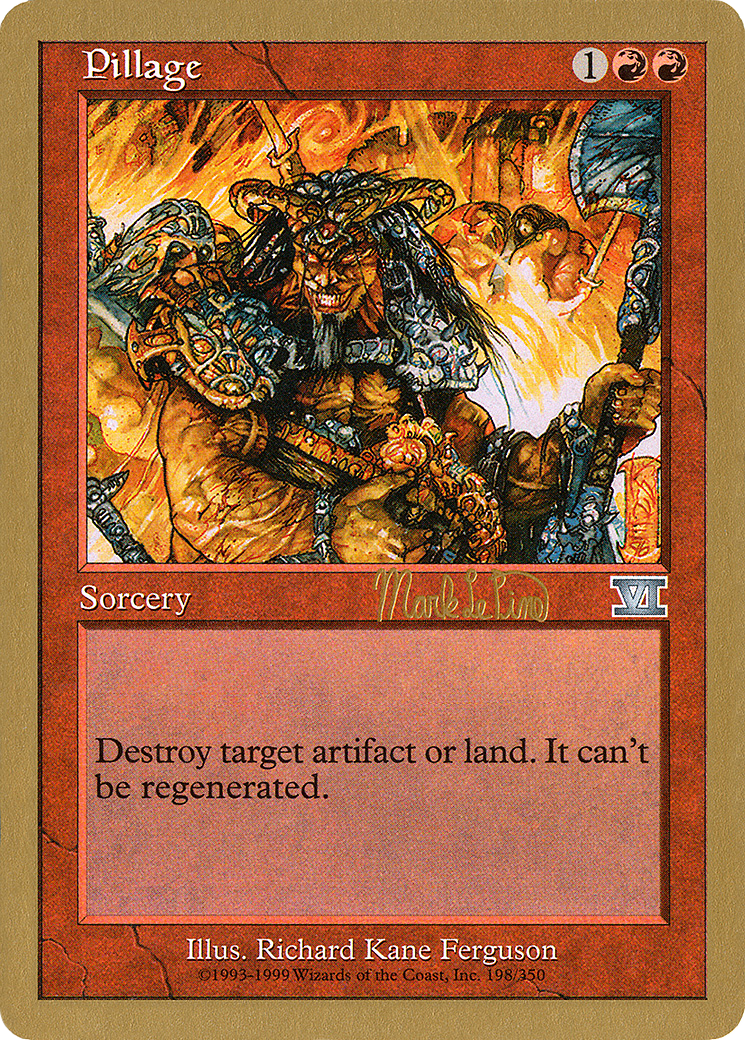 Pillage 1
Sorcery Mark Le Pine VI
Destroy target artifact or land. It can't
be regenerated.
Illus. Richard Kane Ferguson
©1993-1999 Wizards of the Coast, Inc. 198/350